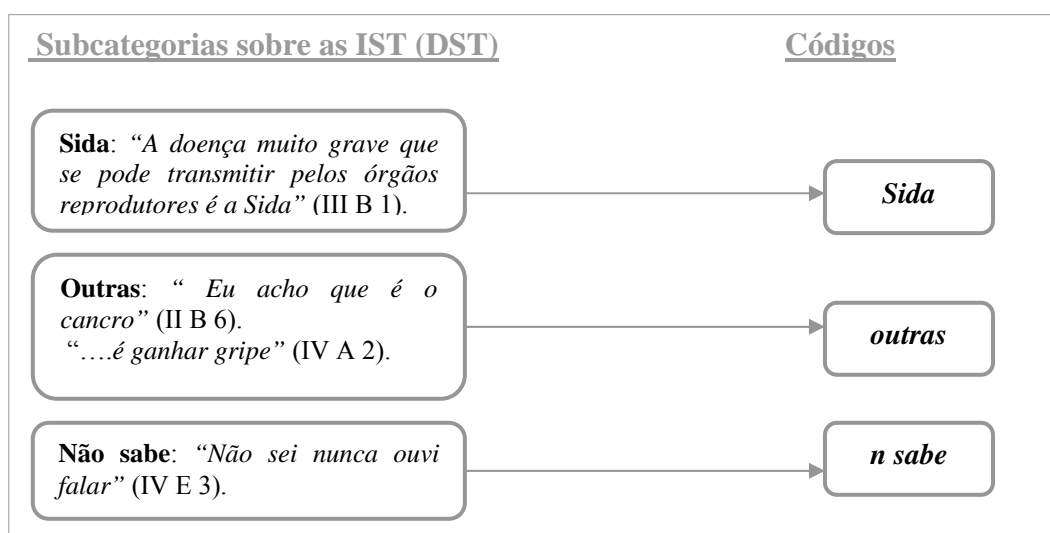 Subcategorias sobre as IST (DST) Códigos
Sida: “A doença muito grave que
se pode transmitir pelos órgãos
reprodutores é a Sida” (III B 1).
Sida
Outras: “ Eu acho que é o
cancro” (II B 6).
“….é ganhar gripe” (IV A 2).
outras
Não sabe: “Não sei nunca ouvi
falar” (IV E 3).
n sabe